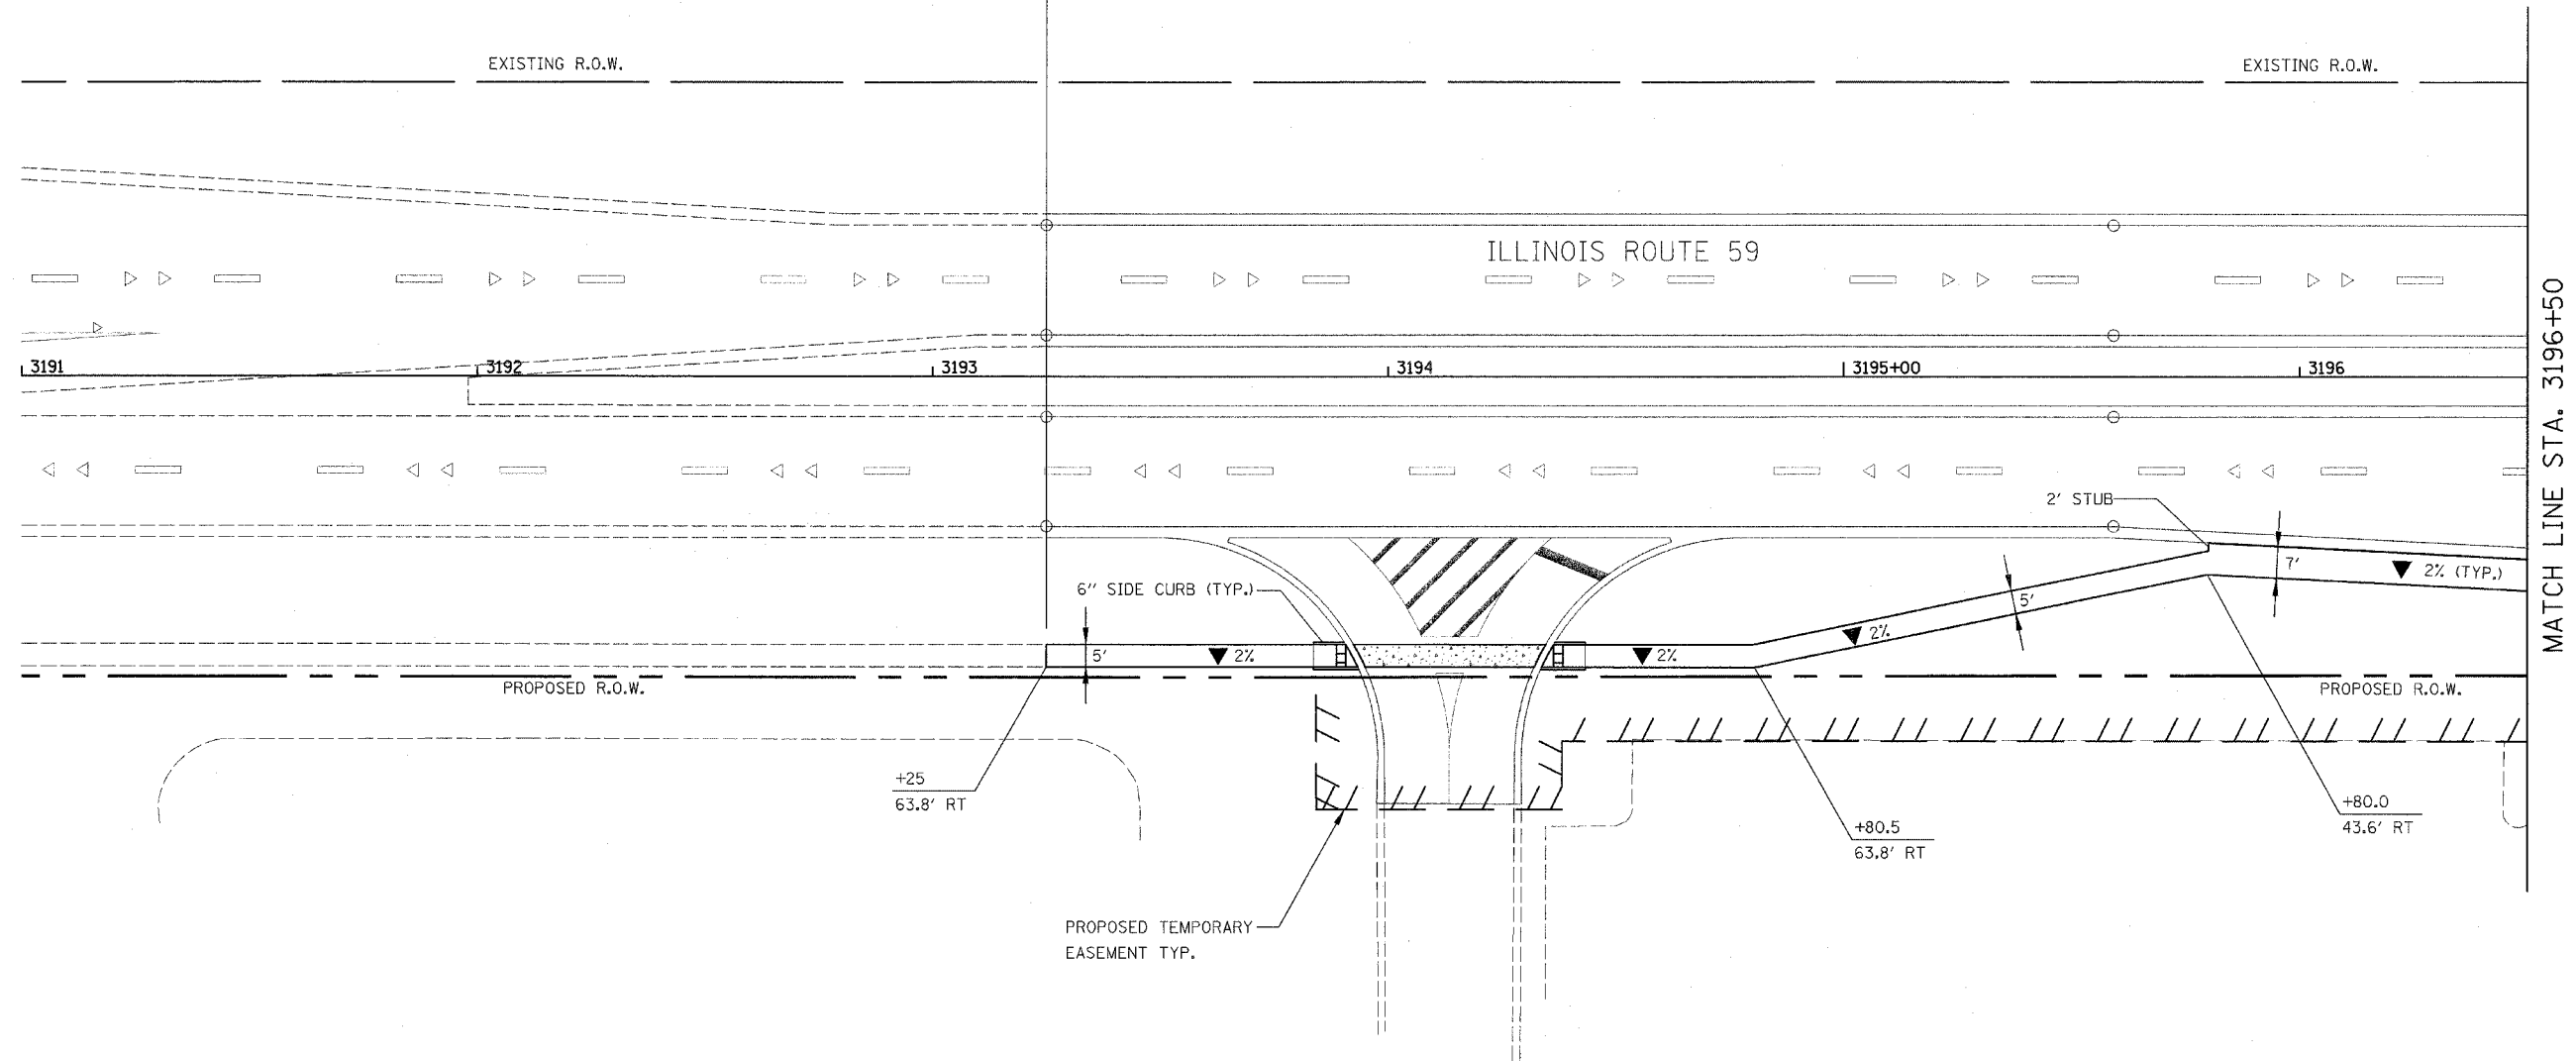 EXISTING R.O.W.
EXISTING R.O.W.
ILLINOIS ROUTE 59
3191
3192
3193
3194
3195+00
3196
MATCH LINE STA. 3196+50
2' STUB
6" SIDE CURB (TYP.)
7'
2% (TYP.)
5'
2%
5'
2%
2%
PROPOSED R.O.W.
PROPOSED R.O.W.
+25
63.8' RT
+80.5
63.8' RT
+80.0
43.6' RT
PROPOSED TEMPORARY
EASEMENT TYP.